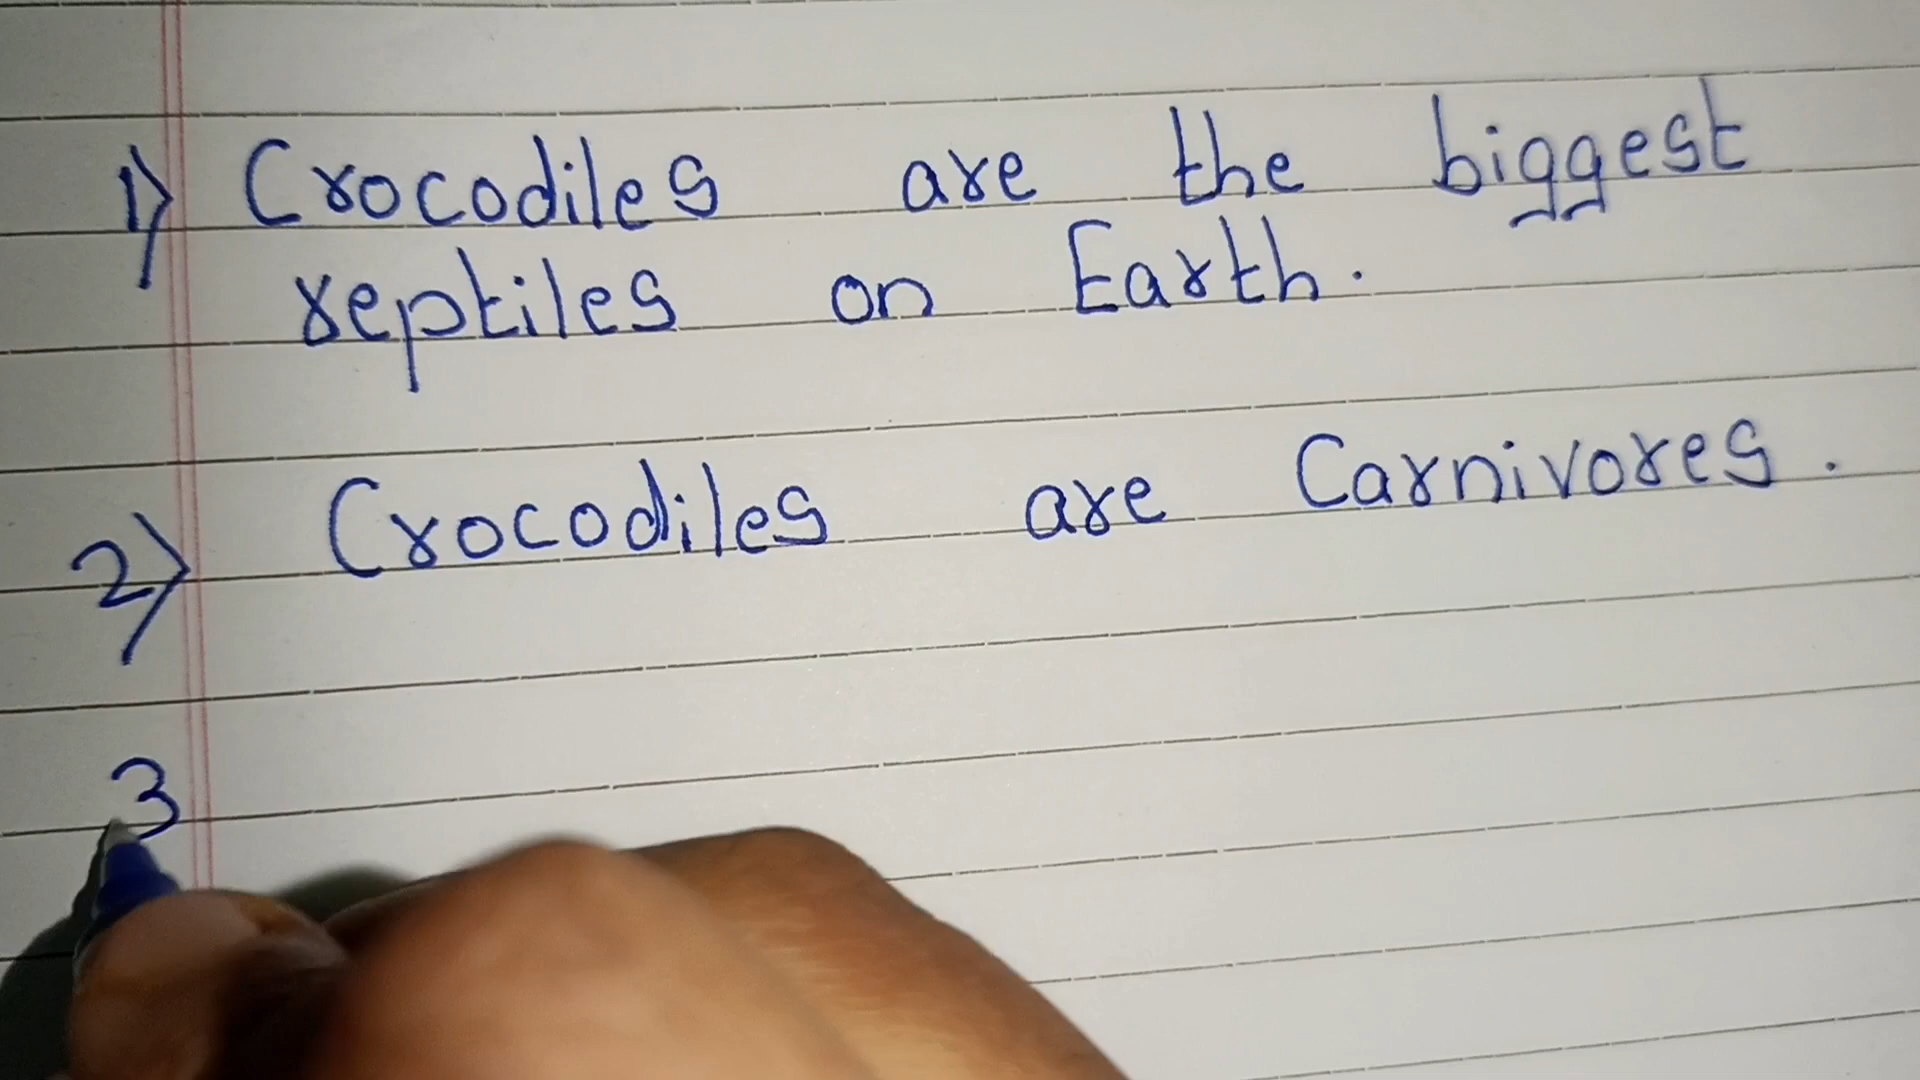 1) Crocodiles are the biggest
reptiles on Earth.
2) Crocodiles are Carnivores.
3